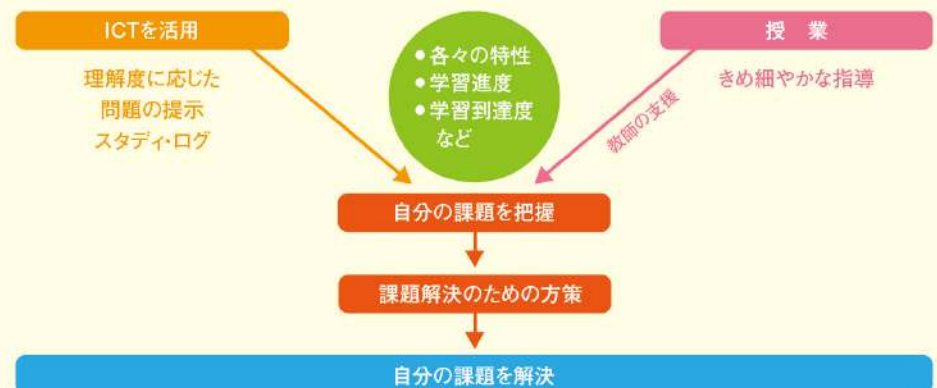 ICTを活用
理解度に応じた
問題の提示
スタディ・ログ
●各々の特性
●学習進度
●学習到達度
など
授 業
きめ細やかな指導
教師の支援
自分の課題を把握
課題解決のための方策
自分の課題を解決